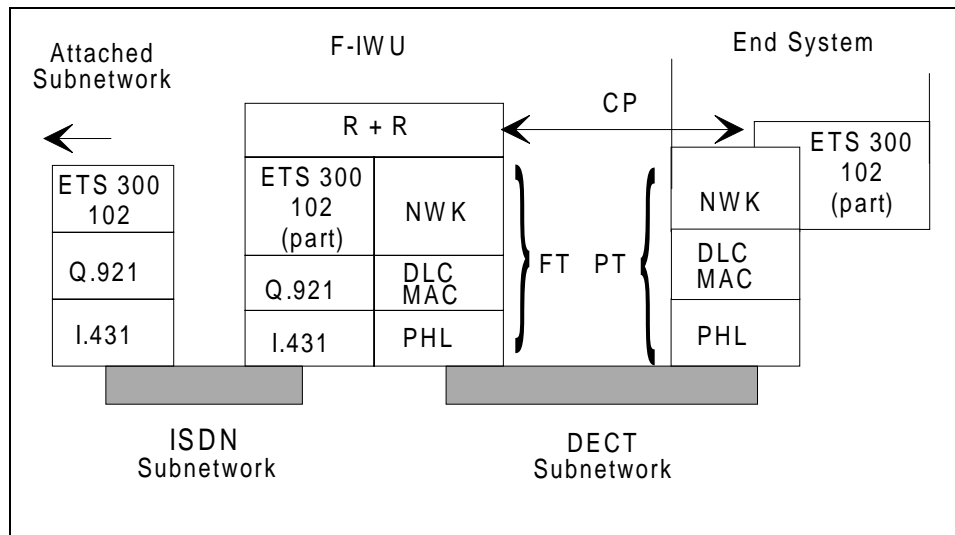 Attached
Subnetwork
F-IWU
End System
CP
R + R
ETS 300
102
Q.921
I.431
ETS 300
102
(part)
Q.921
I.431
NWK
DLC
MAC
PHL
FT PT
NWK
DLC
MAC
PHL
ETS 300
102
(part)
ISDN
Subnetwork
DECT
Subnetwork